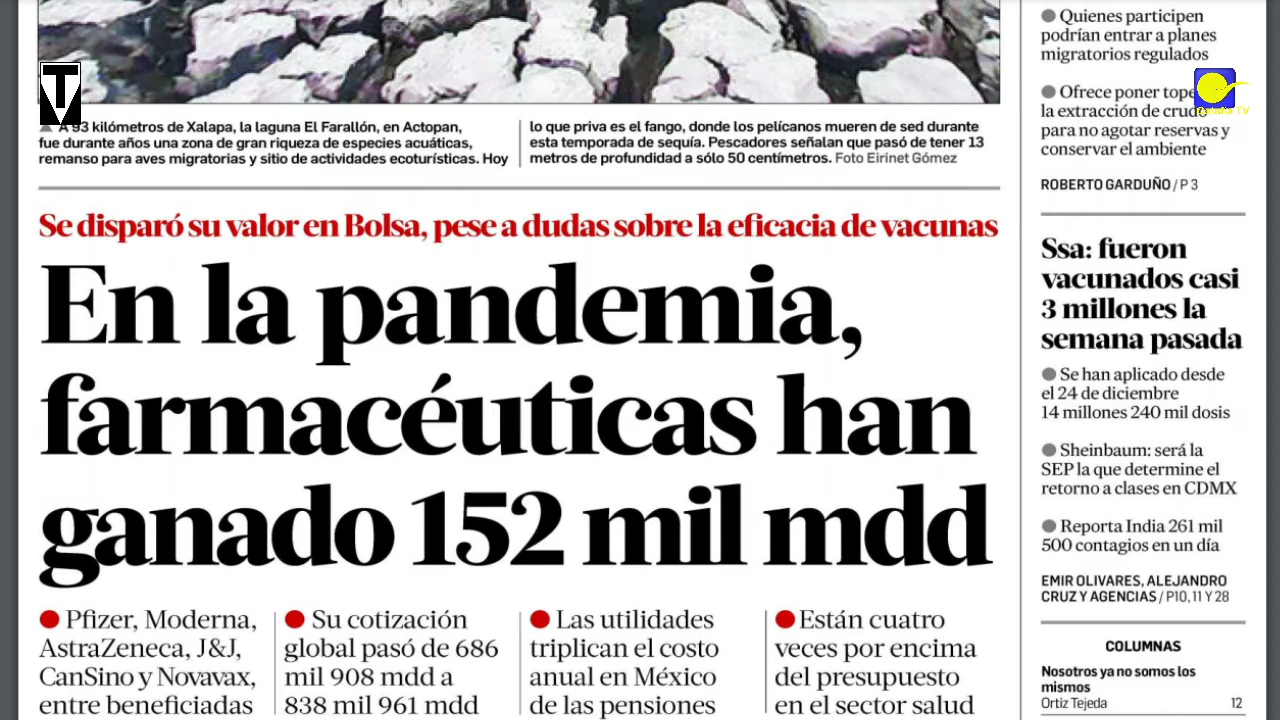 A 93 kilómetros de Xalapa, la laguna El Farallón, en Actopan,
fue durante años una zona de gran riqueza de especies acuáticas,
remanso para aves migratorias y sitio de actividades ecoturísticas. Hoy
lo que priva es el fango, donde los pelícanos mueren de sed durante
esta temporada de sequía. Pescadores señalan que pasó de tener 13
metros de profundidad a sólo 50 centímetros. Foto Eirinet Gómez
Se disparó su valor en Bolsa, pese a dudas sobre la eficacia de vacunas
En la pandemia,
farmacéuticas han
ganado 152 mil mdd
Pfizer, Moderna,
AstraZeneca, J&J,
CanSino y Novavax,
entre beneficiadas
Su cotización
global pasó de 686
mil 908 mdd a
838 mil 961 mdd
Las utilidades
triplican el costo
anual en México
de las pensiones
Están cuatro
veces por encima
del presupuesto
en el sector salud
Quienes participen
podrían entrar a planes
migratorios regulados
Ofrece poner
la extracción de
para no agotar reservas y
conservar el ambiente
ROBERTO GARDUÑO / P 3
Ssa: fueron
vacunados casi
3 millones la
semana pasada
Se han aplicado desde
el 24 de diciembre
14 millones 240 mil dosis
Sheinbaum: será la
SEP la que determine el
retorno a clases en CDMX
Reporta India 261 mil
500 contagios en un día
EMIR OLIVARES, ALEJANDRO
CRUZ Y AGENCIAS / P10, 11 Y 28
COLUMNAS
Nosotros ya no somos los
mismos
Ortiz Tejeda 12
TV